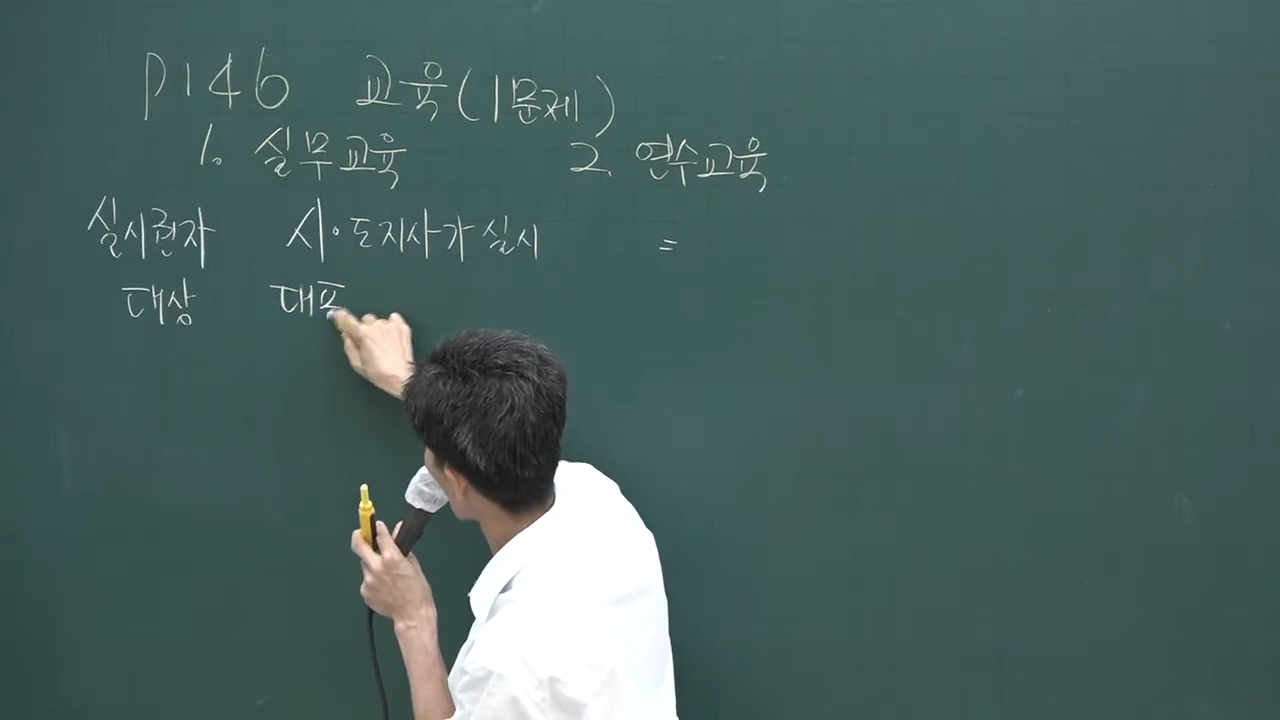 P146 교육(1문제)
1. 실무교육 2. 연수교육
실시권자 시·도지사가 실시 =
대상 대표